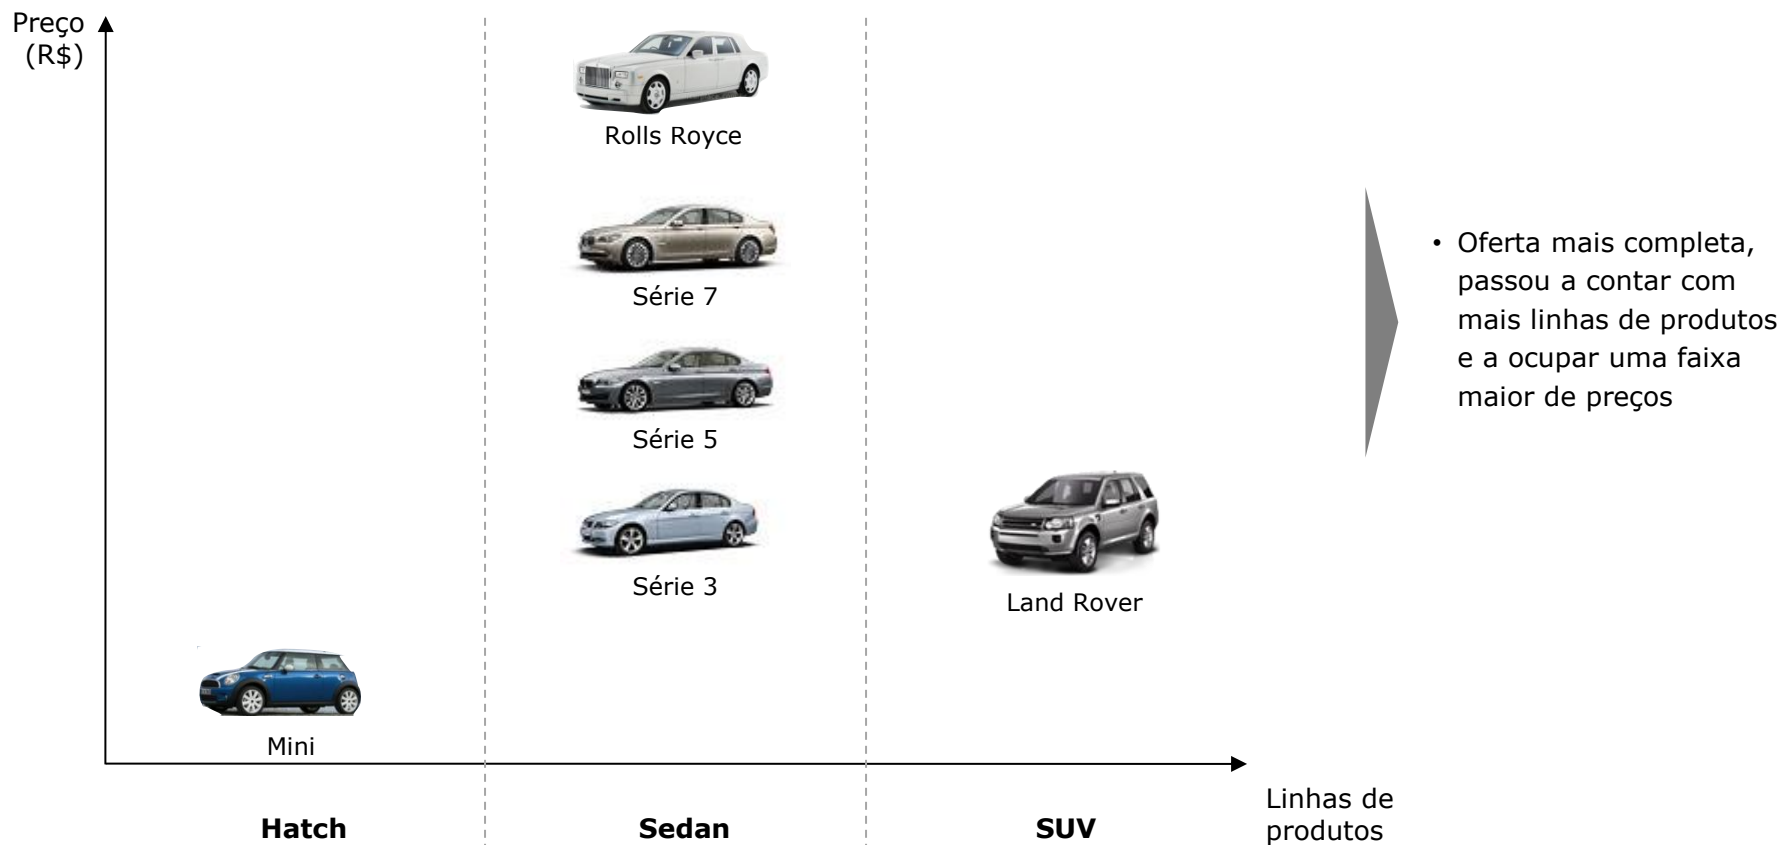 Preço
(R$)
Rolls Royce
Série 7
Série 5
Série 3
Land Rover
Mini
Hatch
Sedan
SUV
Linhas de
produtos
• Oferta mais completa,
passou a contar com
mais linhas de produtos
e a ocupar uma faixa
maior de preços